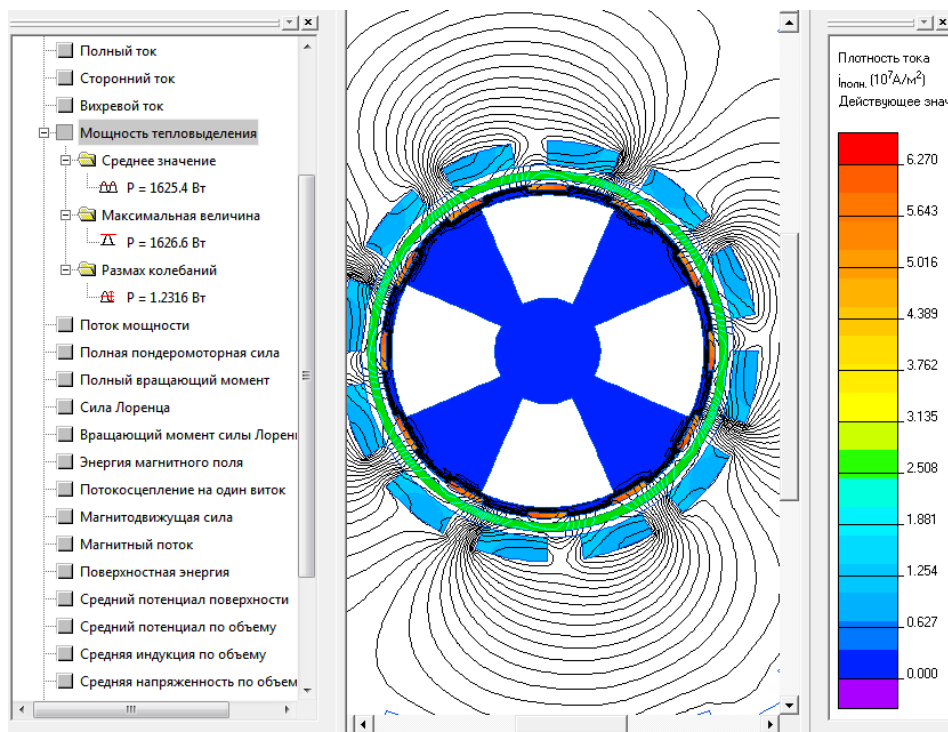 Полный ток
Сторонний ток
Вихревой ток
Мощность тепловыделения
Среднее значение
P = 1625.4 Вт
Максимальная величина
P = 1626.6 Вт
Размах колебаний
P = 1.2316 Вт
Поток мощности
Полная пондеромоторная сила
Полный вращающий момент
Сила Лоренца
Вращающий момент силы Лорен
Энергия магнитного поля
Потокосцепление на один виток
Магнитодвижущая сила
Магнитный поток
Поверхностная энергия
Средний потенциал поверхности
Средний потенциал по объему
Средняя индукция по объему
Средняя напряженность по объем
Плотность тока
jполн. (10⁷А/м²)
Действующее знач
6.270
5.643
5.016
4.389
3.762
3.135
2.508
1.881
1.254
0.627
0.000